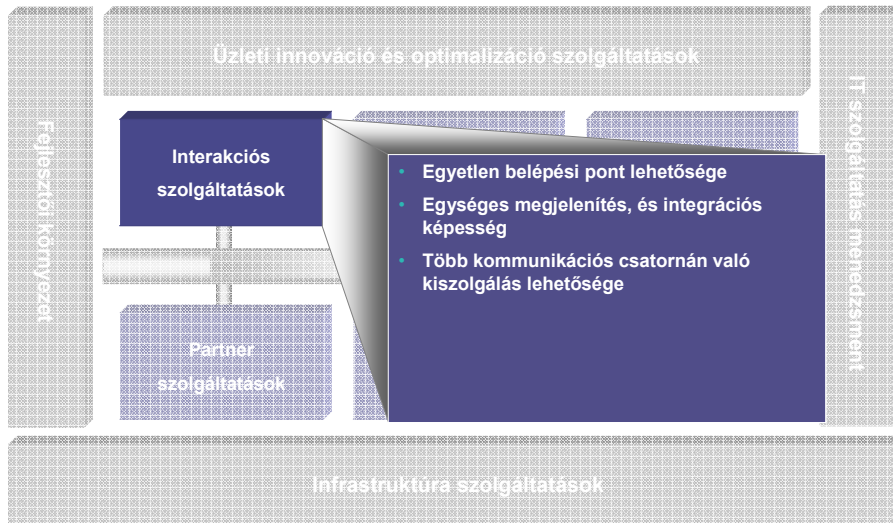 Üzleti innováció és optimalizáció szolgáltatások
Fejlesztői környezet
IT szolgáltatás menedzsment
Interakciós
szolgáltatások
• Egyetlen belépési pont lehetősége
• Egységes megjelenítés, és integrációs
képesség
• Több kommunikációs csatornán való
kiszolgálás lehetősége
Partner
szolgáltatások
Infrastruktúra szolgáltatások